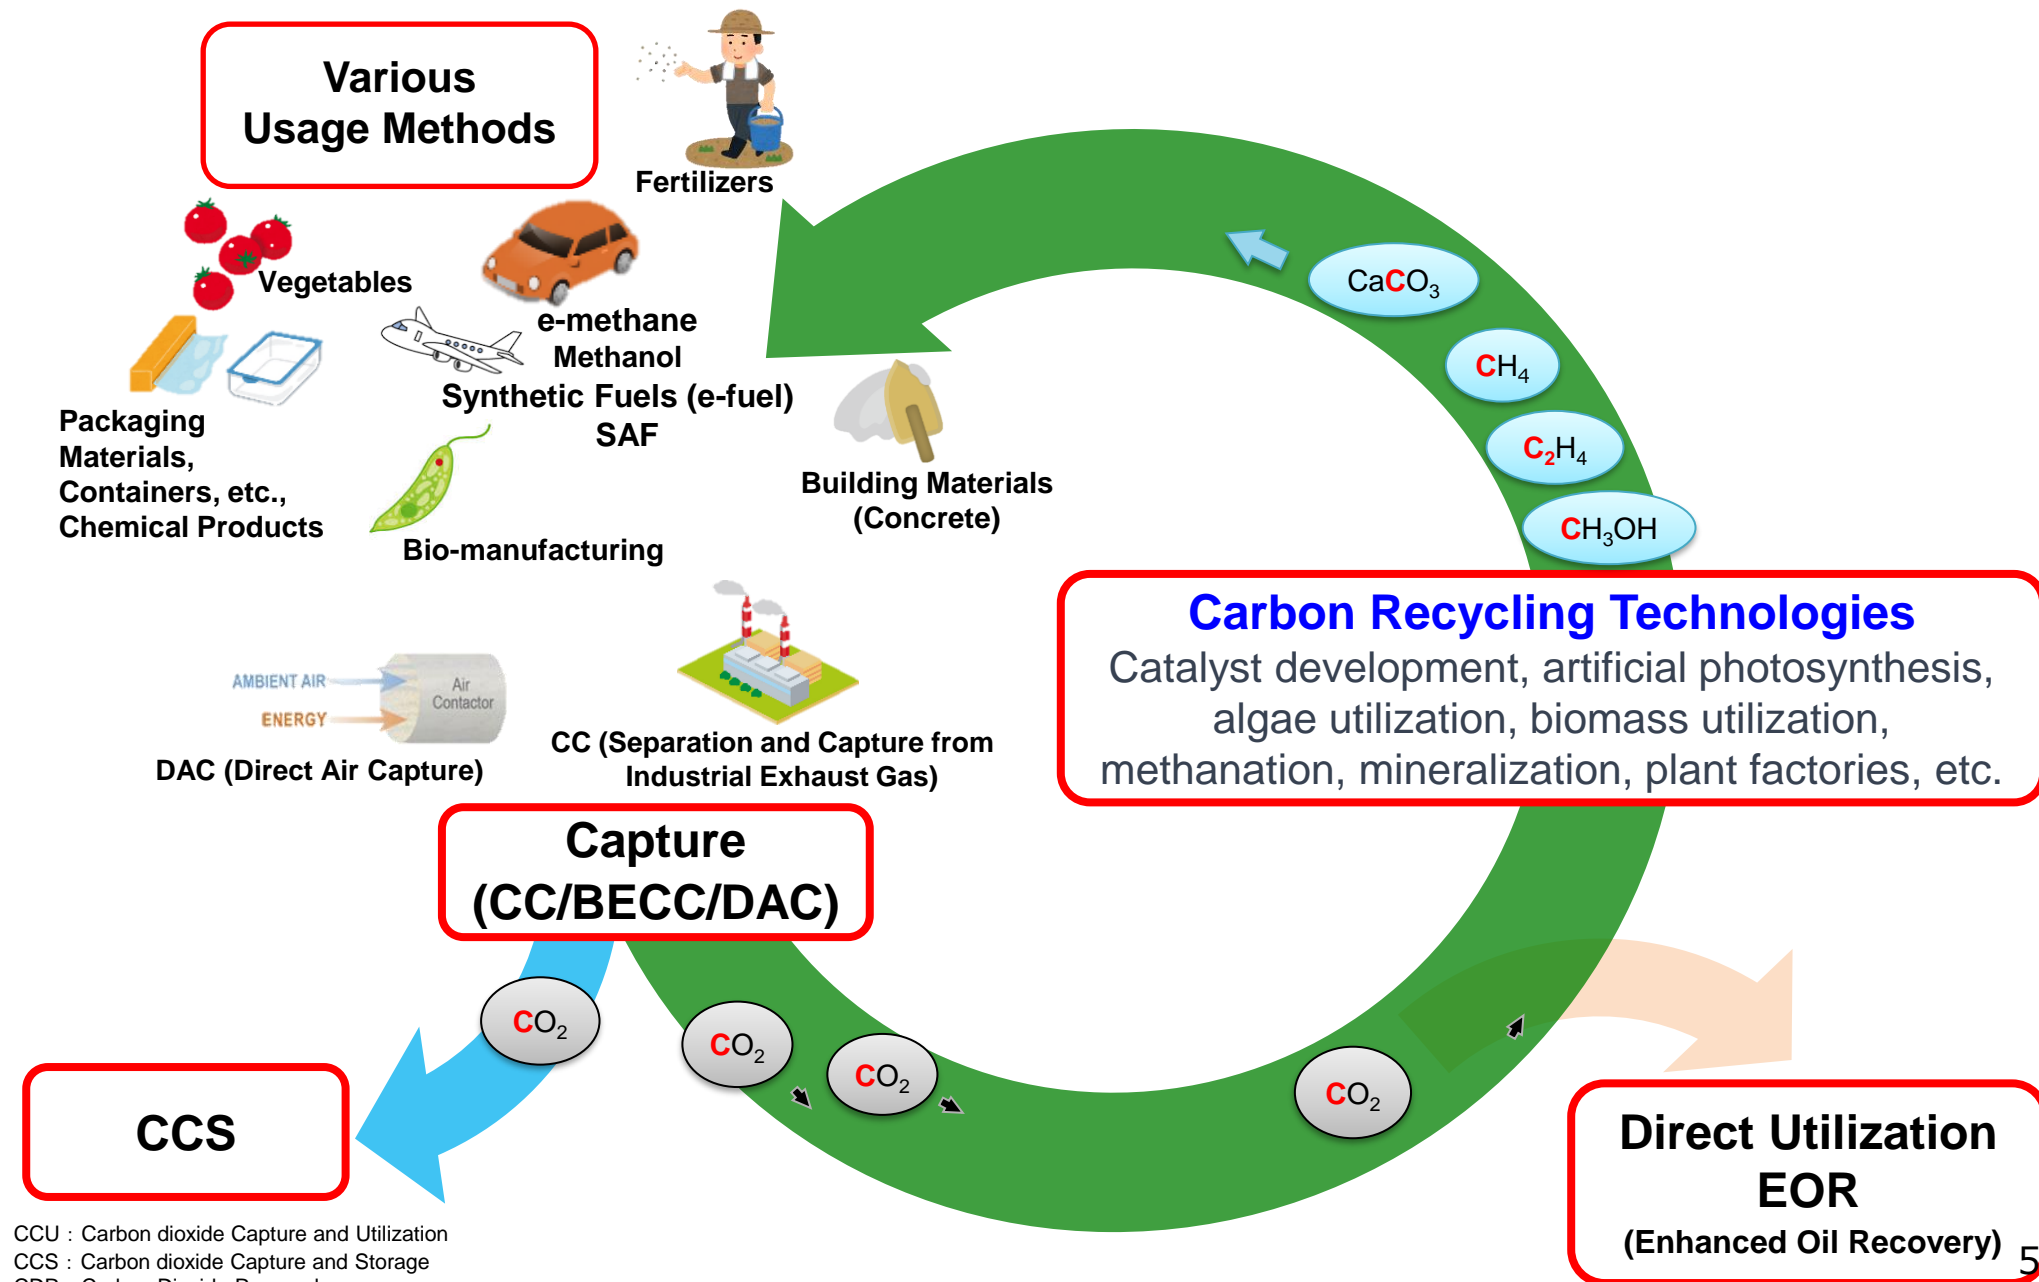 Various
Usage Methods
Fertilizers
Vegetables
e-methane
Methanol
Synthetic Fuels (e-fuel)
SAF
Packaging
Materials,
Containers, etc.,
Chemical Products
Bio-manufacturing
Building Materials
(Concrete)
CaCO3
CH4
C2H4
CH3OH
Carbon Recycling Technologies
Catalyst development, artificial photosynthesis,
algae utilization, biomass utilization,
methanation, mineralization, plant factories, etc.
AMBIENT AIR
ENERGY
Air
Contactor
DAC (Direct Air Capture)
CC (Separation and Capture from
Industrial Exhaust Gas)
Capture
(CC/BECC/DAC)
CO2
CO2
CO2
CO2
CCS
Direct Utilization
EOR
(Enhanced Oil Recovery)
CCU : Carbon dioxide Capture and Utilization
CCS : Carbon dioxide Capture and Storage
5